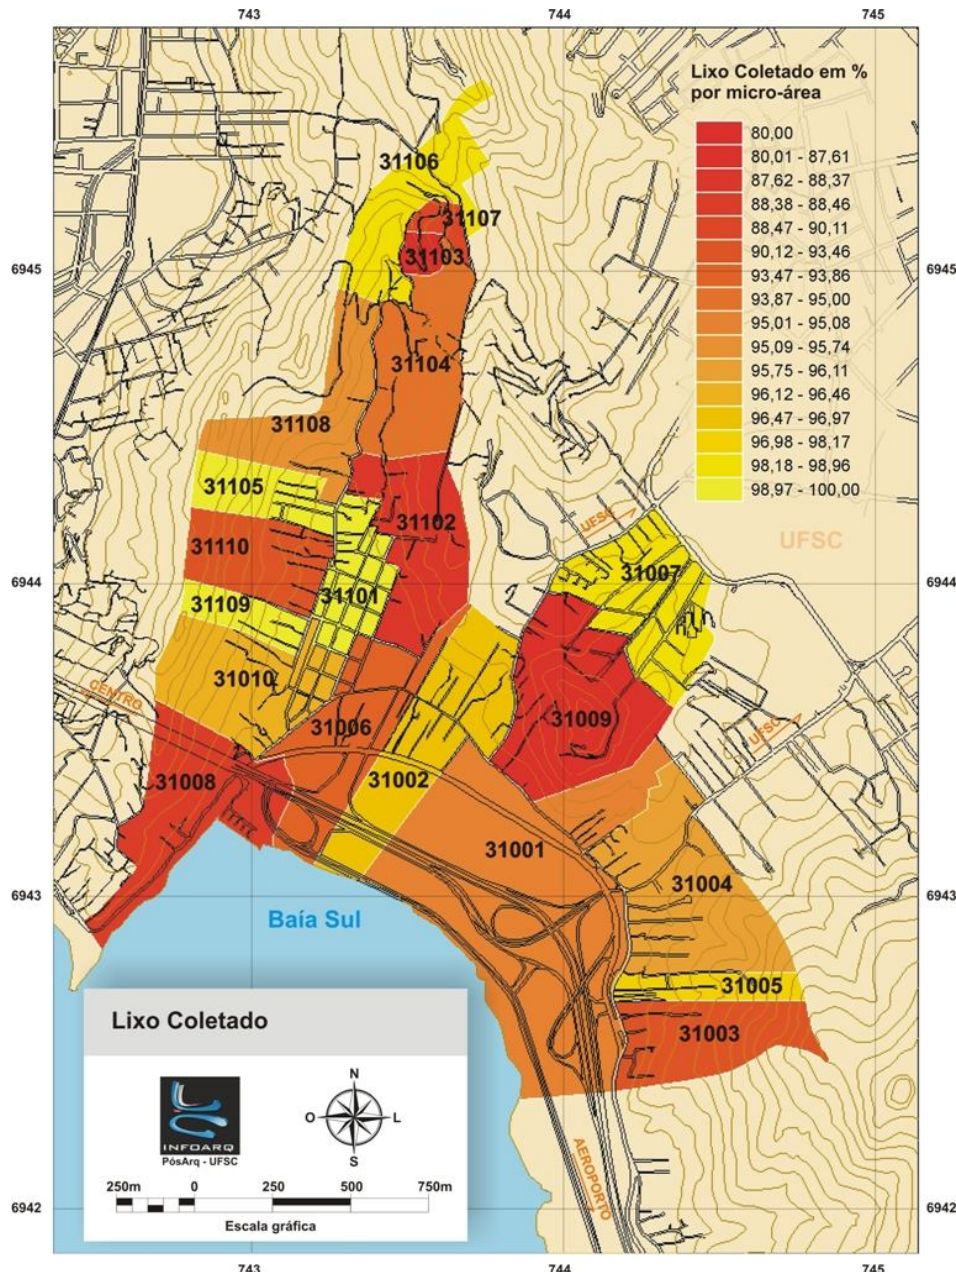 743
744
745
Lixo Coletado em %
por micro-área
80,00
80,01 - 87,61
87,62 - 88,37
88,38 - 88,46
88,47 - 90,11
90,12 - 93,46
93,47 - 93,86
93,87 - 95,00
95,01 - 95,08
95,09 - 95,74
95,75 - 96,11
96,12 - 96,46
96,47 - 96,97
96,98 - 98,17
98,18 - 98,96
98,97 - 100,00
31106
31107
31103
6945
6945
31104
31108
31105
31102
UFSC
UFSC
31110
31007
6944
6944
31109
31101
31010
CENTRO
31009
31006
UFSC
31008
31002
31001
31004
6943
6943
Baía Sul
31005
31003
Lixo Coletado
N
O
L
S
INFOARQ
PósArq - UFSC
AEROPORTO
250m
0
250
500
750m
Escala gráfica
6942
6942
743
744
745